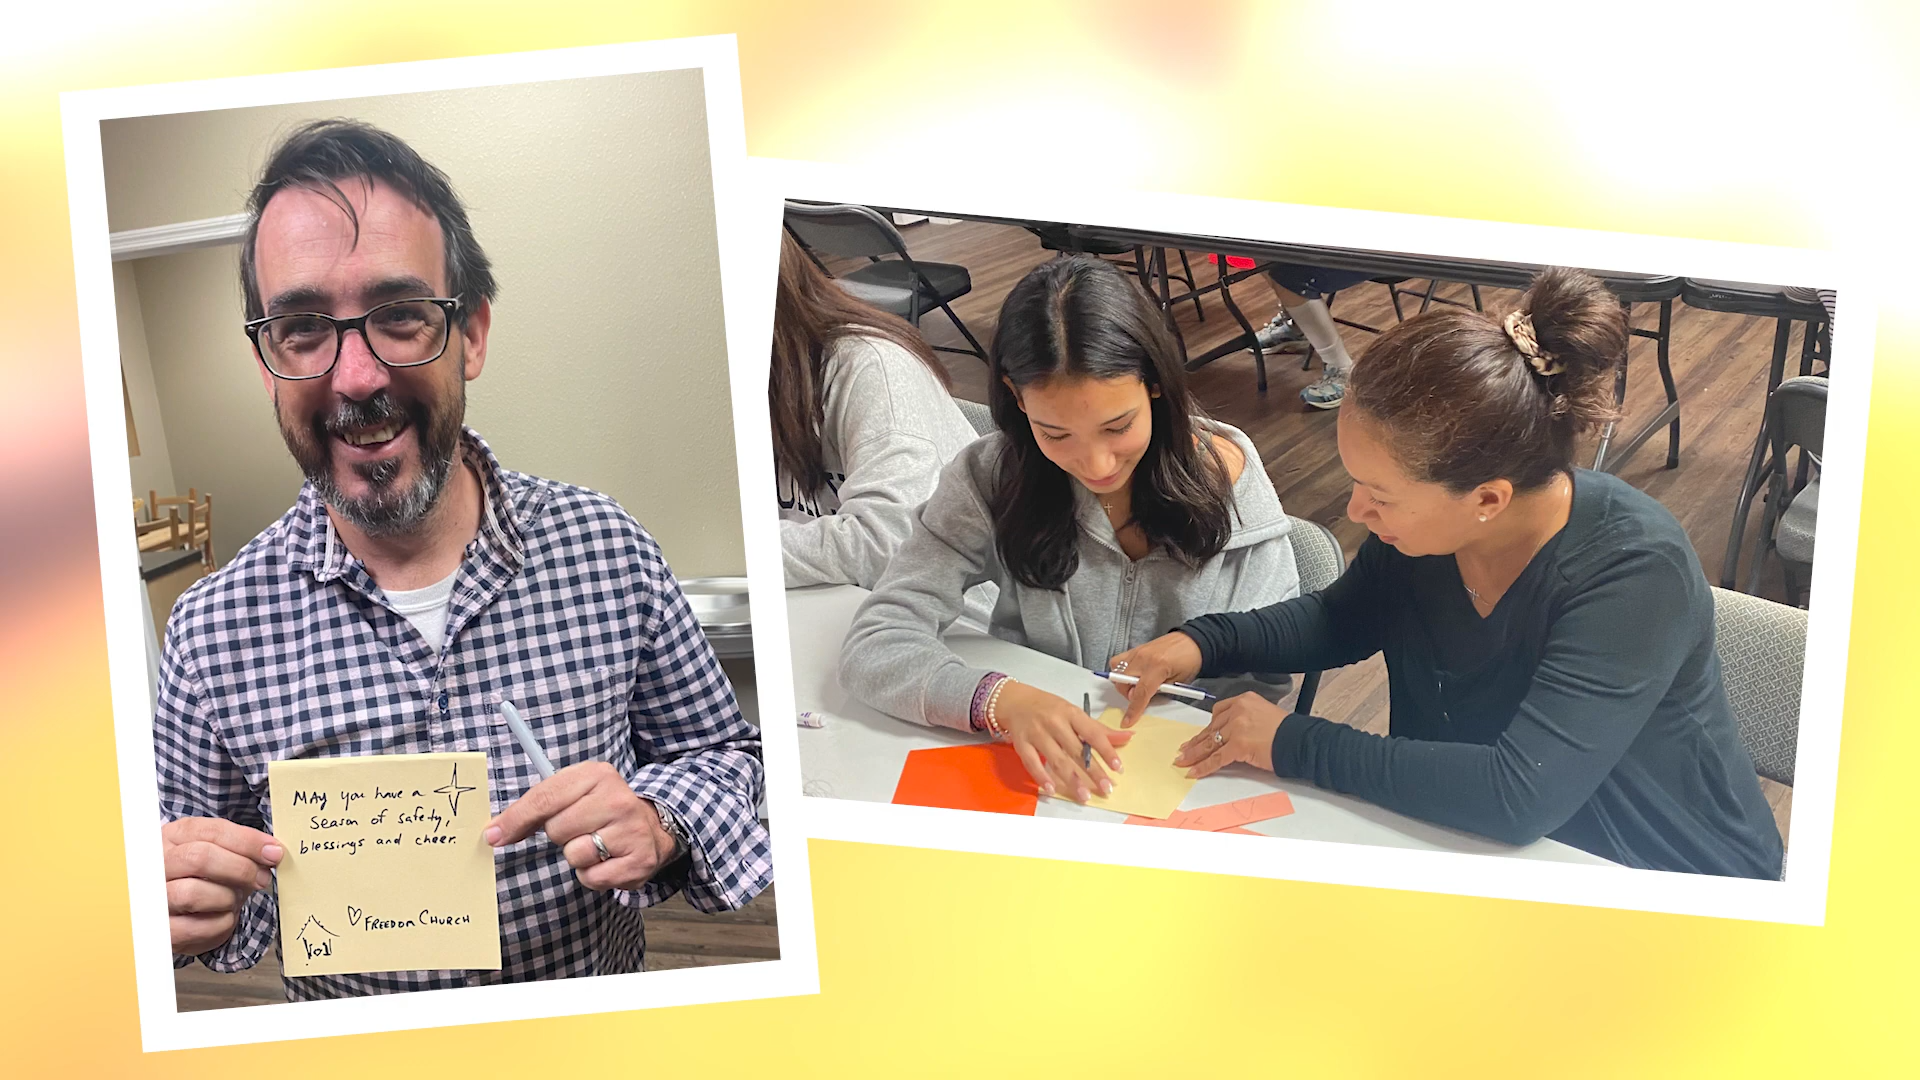 MAY you have a
Season of safety,
blessings and cheer.
♡ FREEDOM CHURCH